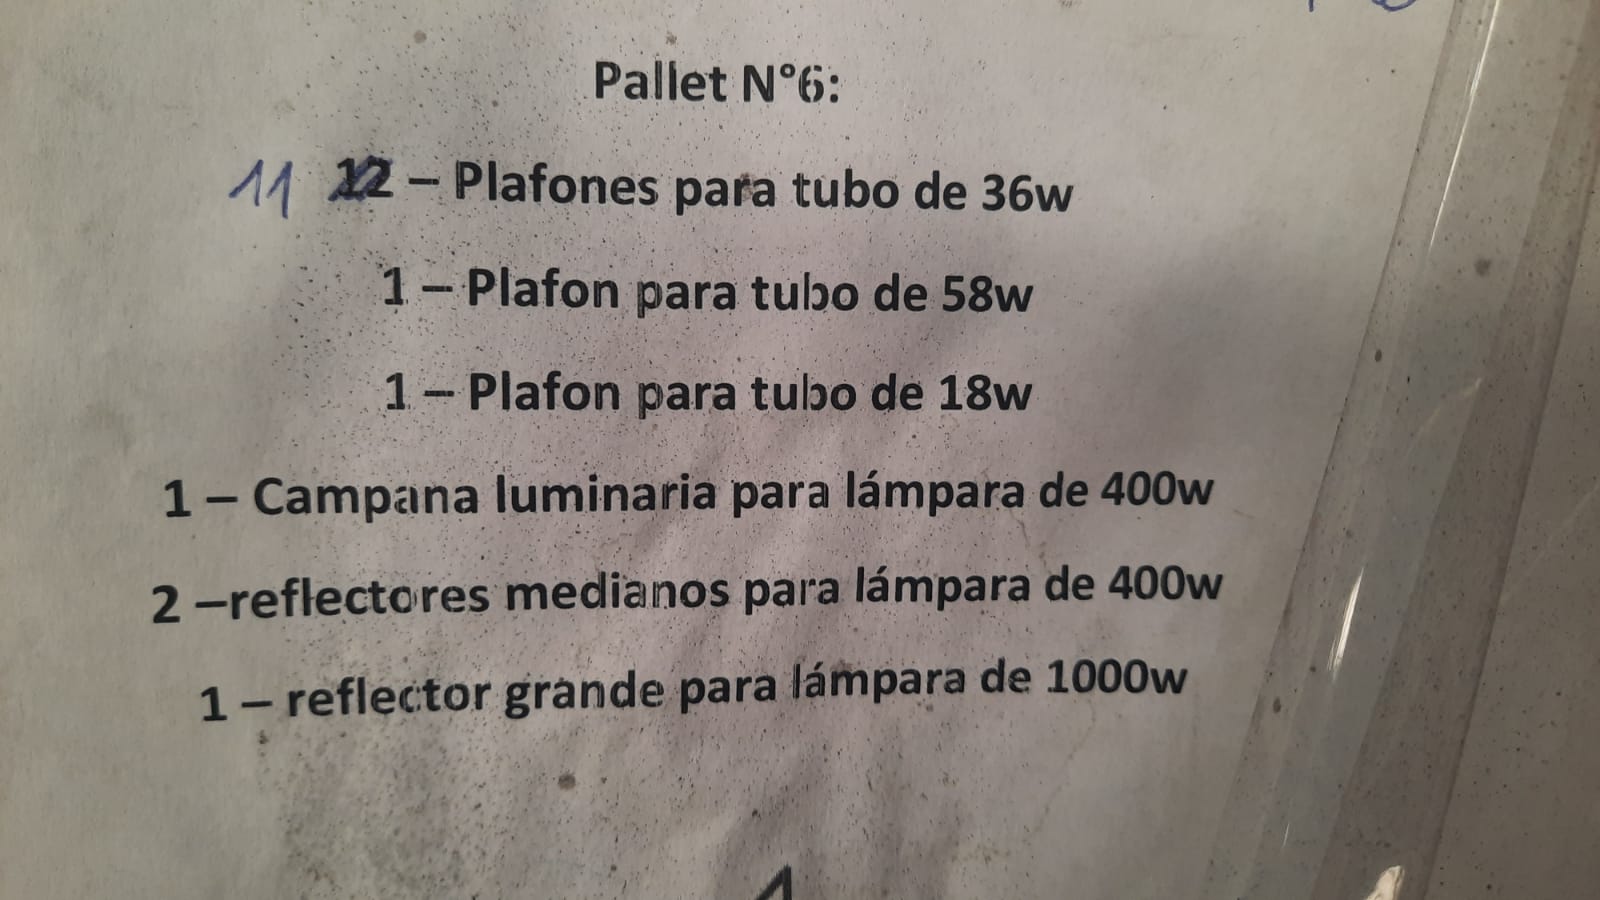 Pallet N°6:
11 12 – Plafones para tubo de 36w
1 – Plafon para tubo de 58w
1 – Plafon para tubo de 18w
1 – Campana luminaria para lámpara de 400w
2 –reflectores medianos para lámpara de 400w
1 – reflector grande para lámpara de 1000w